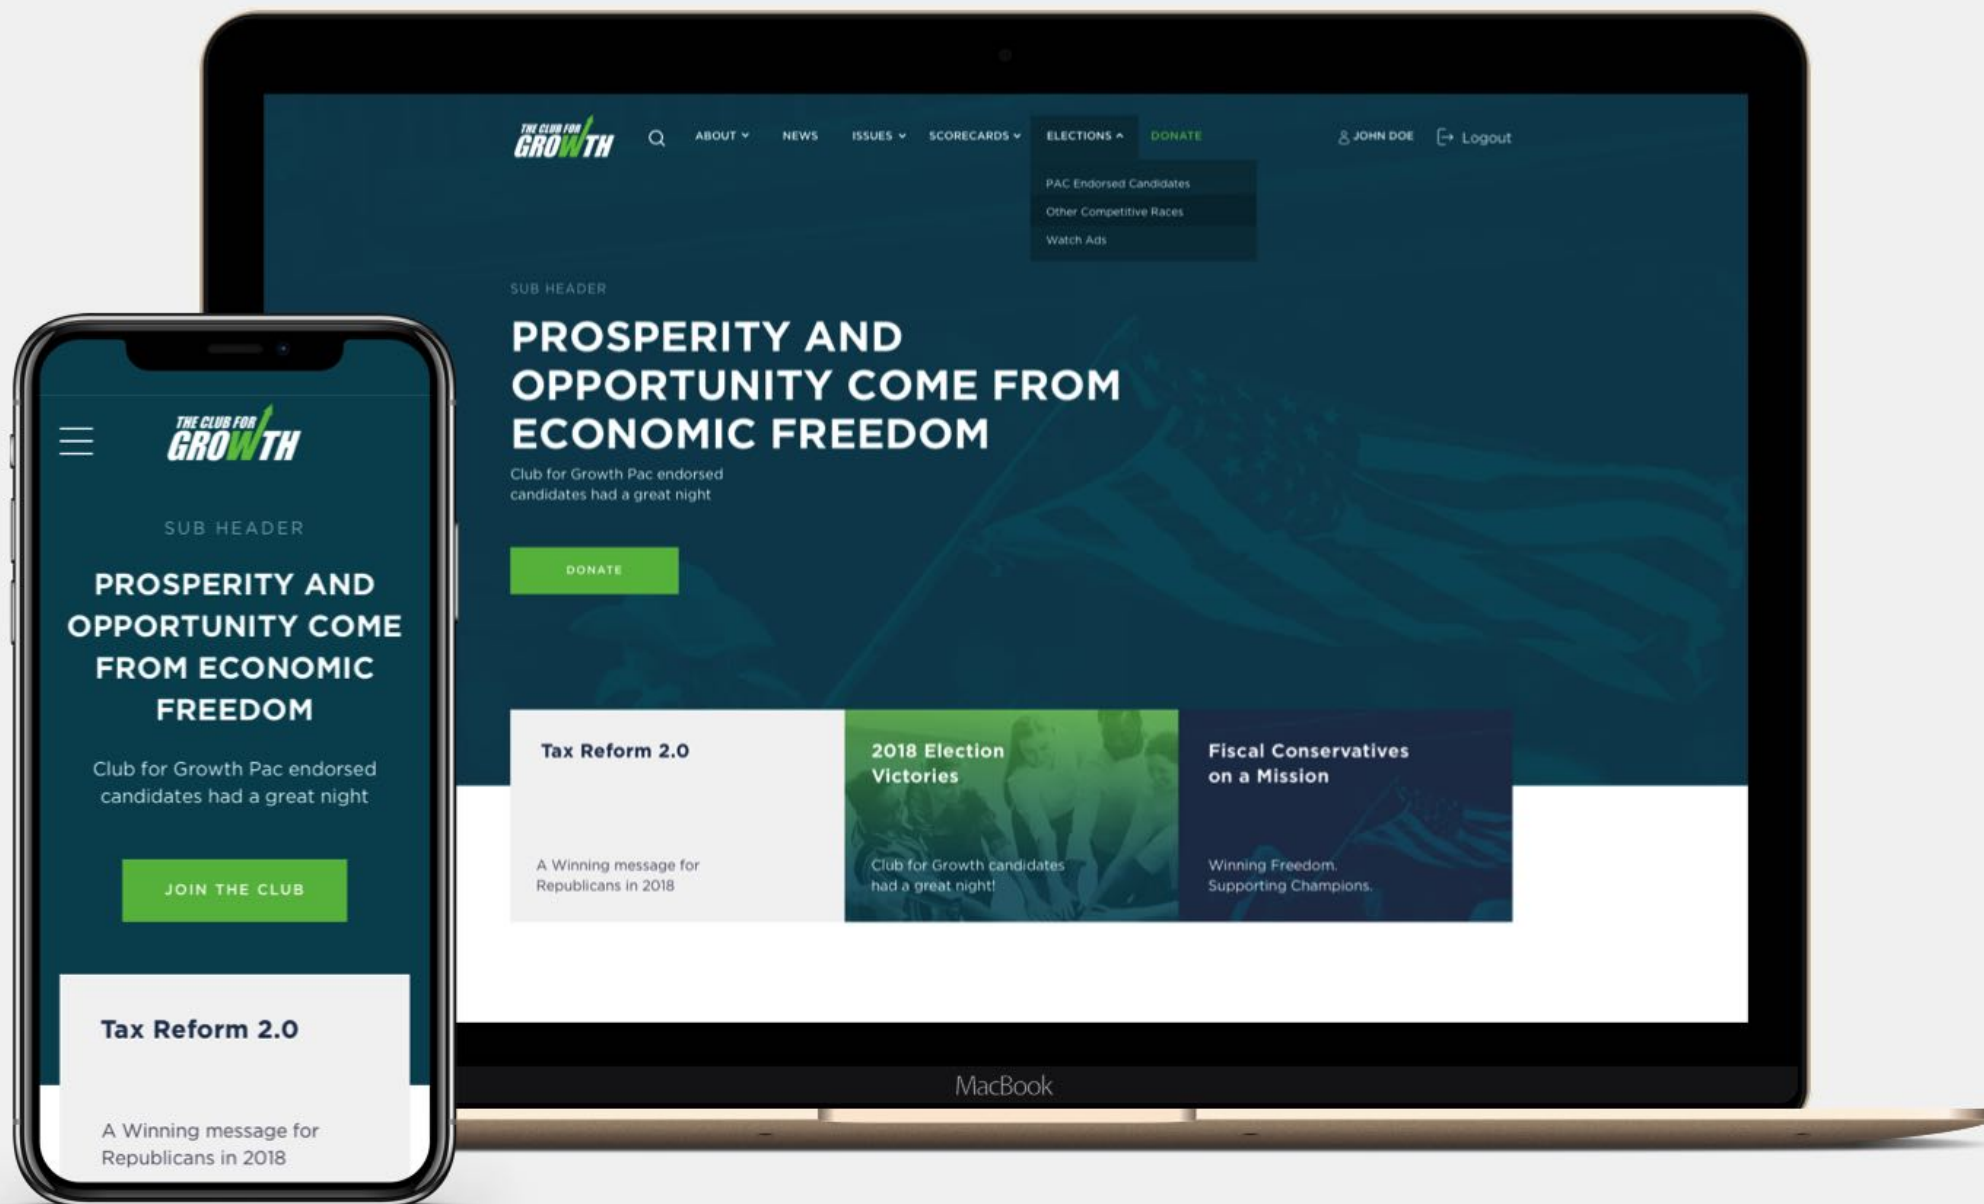 THE CLUB FOR
GROWTH
ABOUT
NEWS
ISSUES
SCORECARDS
ELECTIONS
DONATE
JOHN DOE
Logout
PAC Endorsed Candidates
Other Competitive Races
Watch Ads
SUB HEADER
PROSPERITY AND
OPPORTUNITY COME FROM
ECONOMIC FREEDOM
Club for Growth Pac endorsed
candidates had a great night
DONATE
Tax Reform 2.0
A Winning message for
Republicans in 2018
2018 Election
Victories
Club for Growth candidates
had a great night!
Fiscal Conservatives
on a Mission
Winning Freedom.
Supporting Champions.
MacBook
THE CLUB FOR
GROWTH
SUB HEADER
PROSPERITY AND
OPPORTUNITY COME
FROM ECONOMIC
FREEDOM
Club for Growth Pac endorsed
candidates had a great night
JOIN THE CLUB
Tax Reform 2.0
A Winning message for
Republicans in 2018